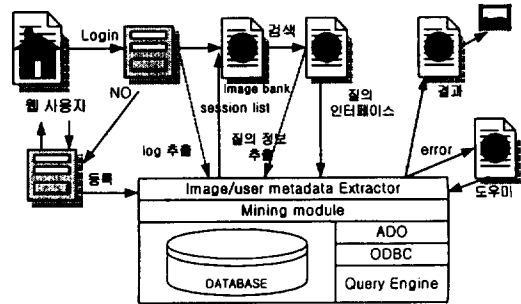 Login
검색
Image bank
웹 사용자
NO
session list
질의
인터페이스
결과
log 추출
질의 정보
추출
error
등록
도우미
Image/user metadata Extractor
Mining module
ADO
ODBC
DATABASE
Query Engine